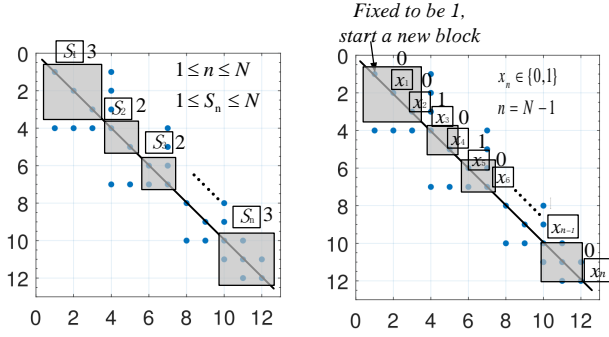 Fixed to be 1,
start a new block
0
2
4
6
8
10
12
0 2 4 6 8 10 12
S₁ 3
S₂ 2
S₃ 2
Sₙ 3
1 ≤ n ≤ N
1 ≤ Sₙ ≤ N
0
2
4
6
8
10
12
0 2 4 6 8 10 12
x₁ 0
x₂ 0
x₃ 1
x₄ 0
x₅ 1
x₆ 0
xₙ₋₁
xₙ 0
xₙ ∈ {0,1}
n = N − 1